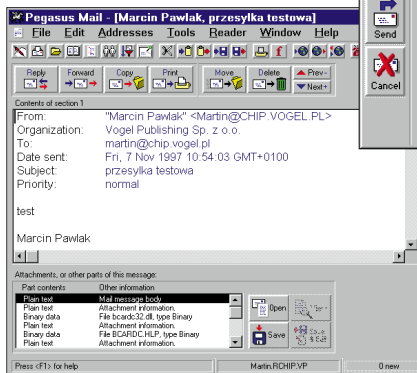 Pegasus Mail - [Marcin Pawlak, przesylka testowa]
File Edit Addresses Tools Reader Window Help
Send
Cancel
Reply Forward Copy Print Move Delete Prev- Next+
Contents of section 1
From: "Marcin Pawlak" <Martin@CHIP.VOGEL.PL>
Organization: Vogel Publishing Sp. z o.o.
To: martin@chip.vogel.pl
Date sent: Fri, 7 Nov 1997 10:54:03 GMT+0100
Subject: przesylka testowa
Priority: normal
test
Marcin Pawlak
Attachments, or other parts of this message:
Part contents Other information
Plain text Mail message body
Plain text Attachment information.
Binary data File bcardc32.dll, type Binary
Plain text Attachment information.
Binary data File BCARDC.HLP, type Binary
Plain text Attachment information.
Open
Save
Press <F1> for help Martin.RCHIP.VP 0 new